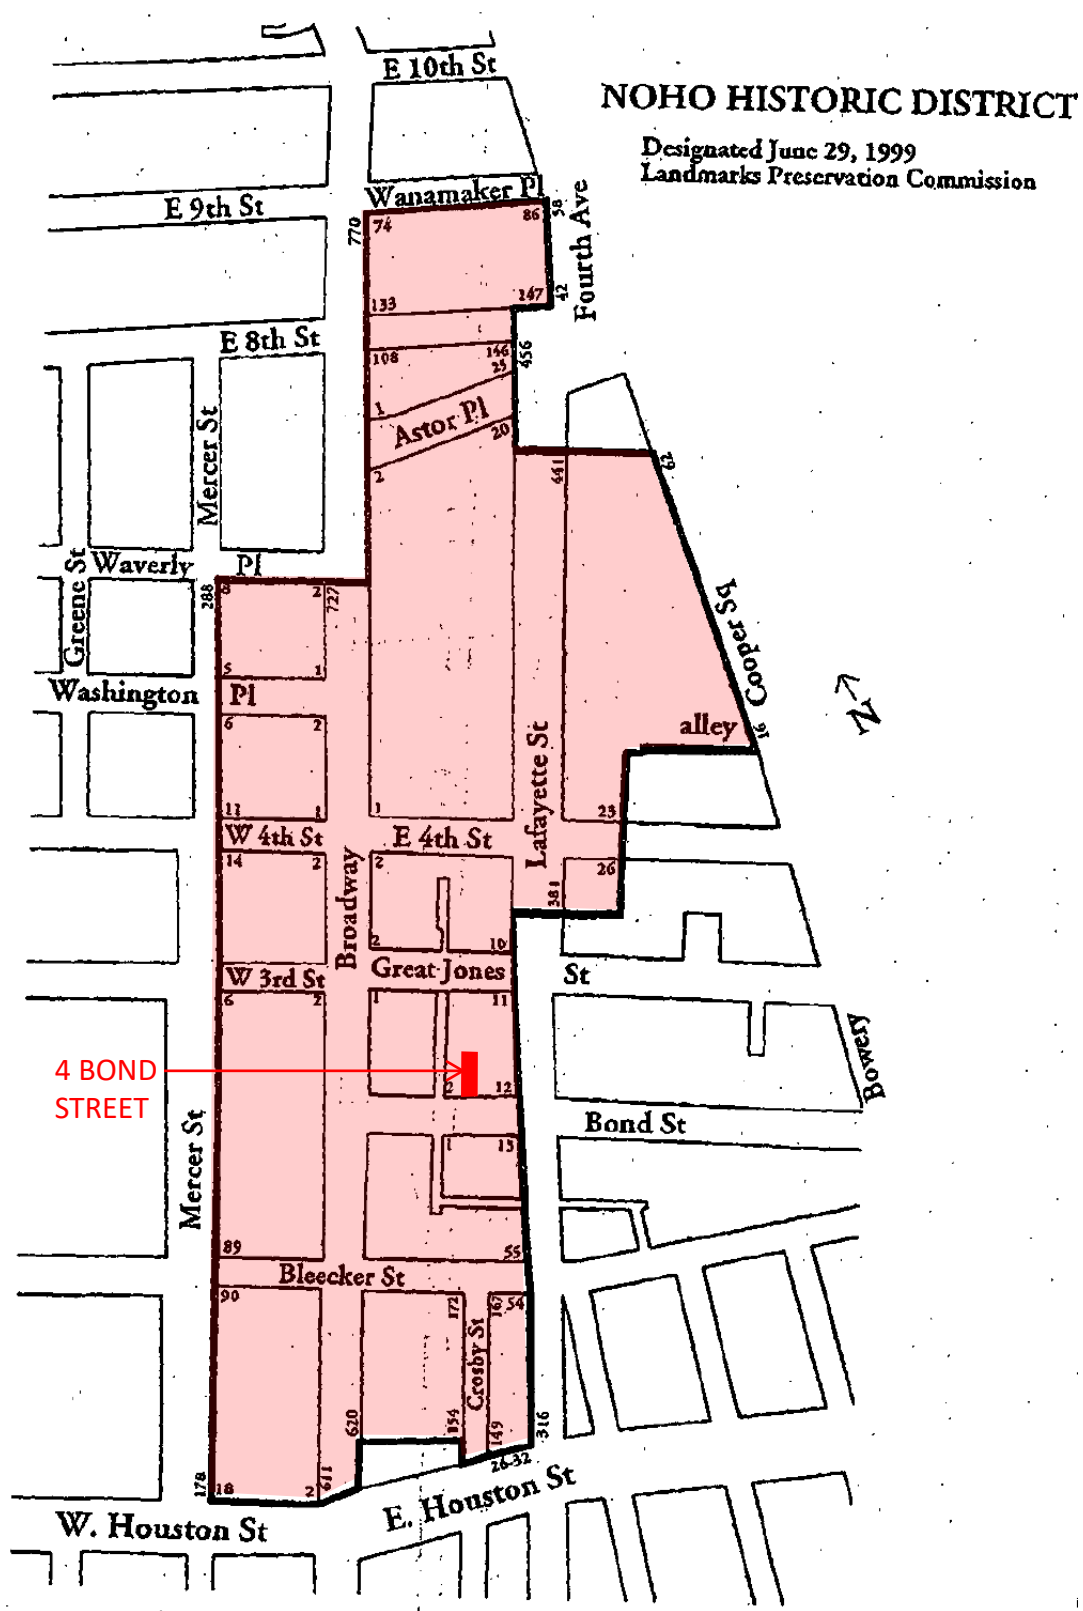 E 10th St
NOHO HISTORIC DISTRICT
Designated June 29, 1999
Landmarks Preservation Commission
Wanamaker Pl
E 9th St
74
86
58
770
Fourth Ave
133
147
42
E 8th St
108
146
456
25
1
Astor Pl
20
2
Mercer St
441
62
Waverly Pl
Greene St
288
8
2
727
5
1
Washington Pl
Cooper Sq
N
6
2
alley
16
Lafayette St
11
1
1
23
W 4th St
E 4th St
14
2
2
26
Broadway
381
2
10
W 3rd St
Great Jones St
6
2
1
11
Bowery
4 BOND
STREET
2
12
Bond St
1
13
Mercer St
89
55
Bleecker St
90
172
167
54
Crosby St
620
154
149
316
178
18
2
611
26-32
W. Houston St
E. Houston St